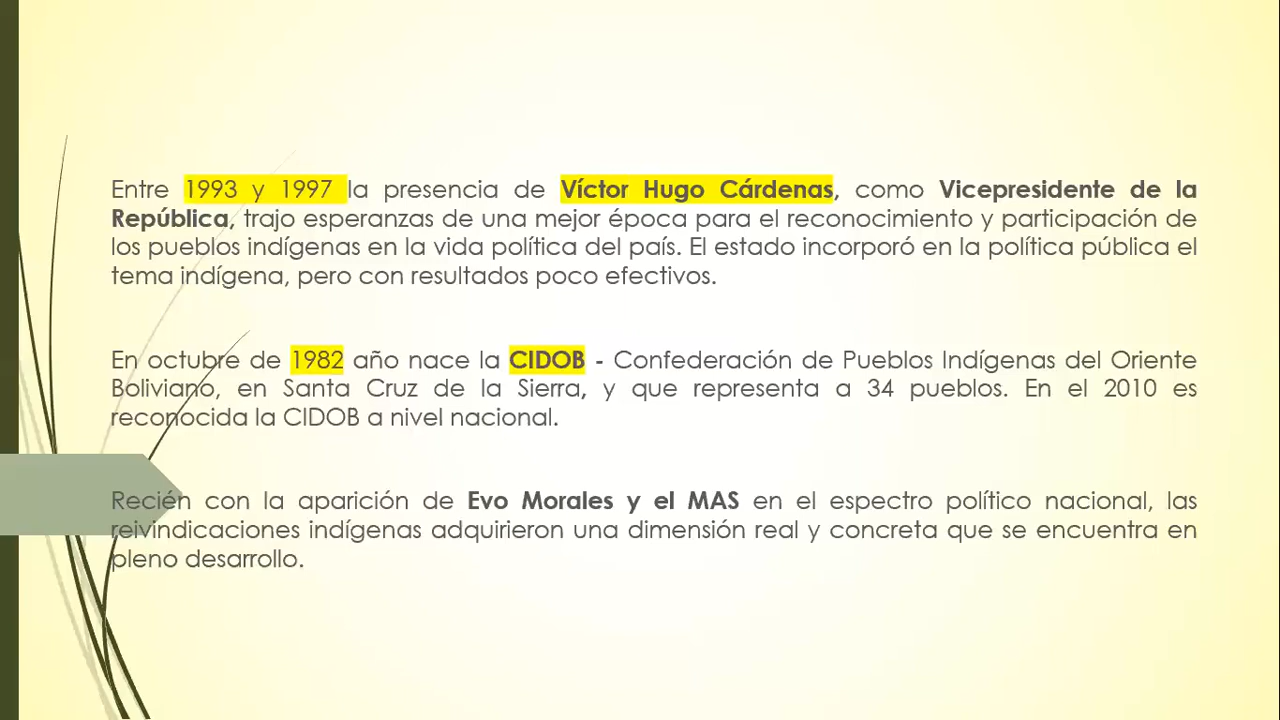 Entre 1993 y 1997 la presencia de Víctor Hugo Cárdenas, como Vicepresidente de la
República, trajo esperanzas de una mejor época para el reconocimiento y participación de
los pueblos indígenas en la vida política del país. El estado incorporó en la política pública el
tema indígena, pero con resultados poco efectivos.
En octubre de 1982 año nace la CIDOB - Confederación de Pueblos Indígenas del Oriente
Boliviano, en Santa Cruz de la Sierra, y que representa a 34 pueblos. En el 2010 es
reconocida la CIDOB a nivel nacional.
Recién con la aparición de Evo Morales y el MAS en el espectro político nacional, las
reivindicaciones indígenas adquirieron una dimensión real y concreta que se encuentra en
pleno desarrollo.